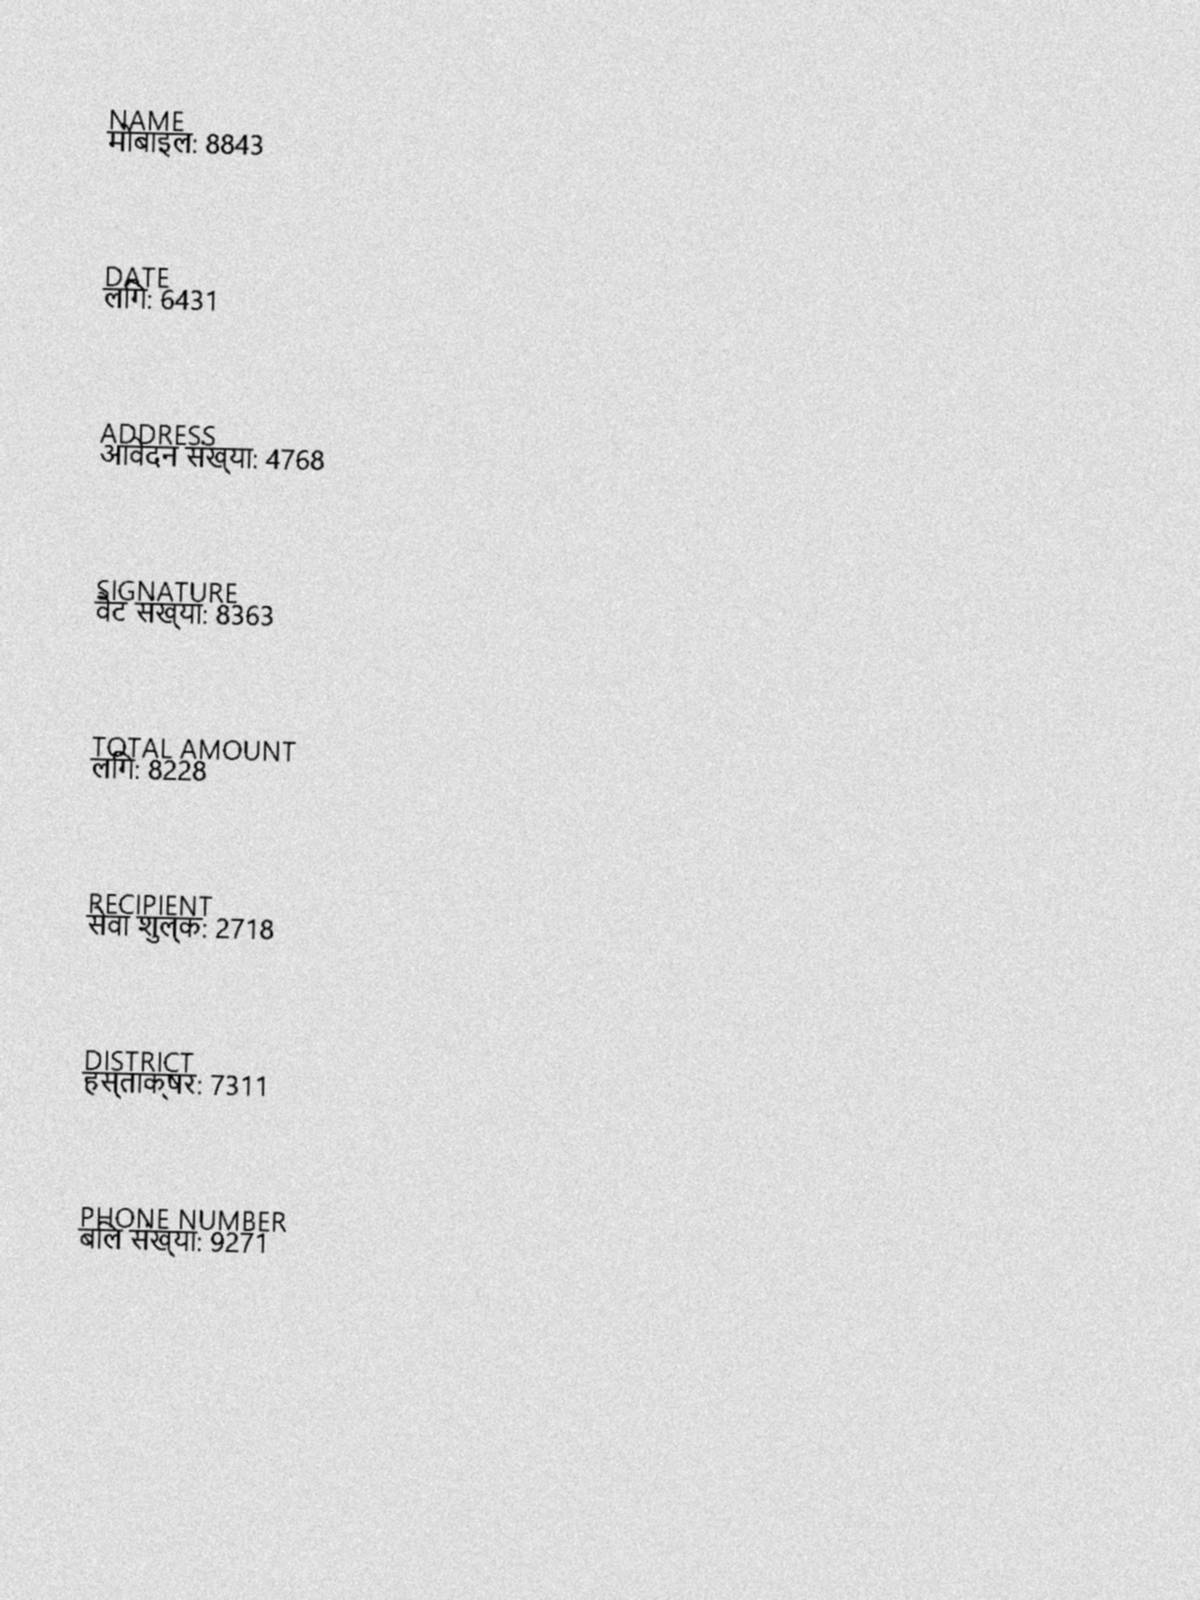 NAME
मोबाइल: 8843
DATE
लिंग: 6431
ADDRESS
आवेदन संख्या: 4768
SIGNATURE
वैट संख्या: 8363
TOTAL AMOUNT
लिंग: 8228
RECIPIENT
सेवा शुल्क: 2718
DISTRICT
हस्ताक्षर: 7311
PHONE NUMBER
बिल संख्या: 9271